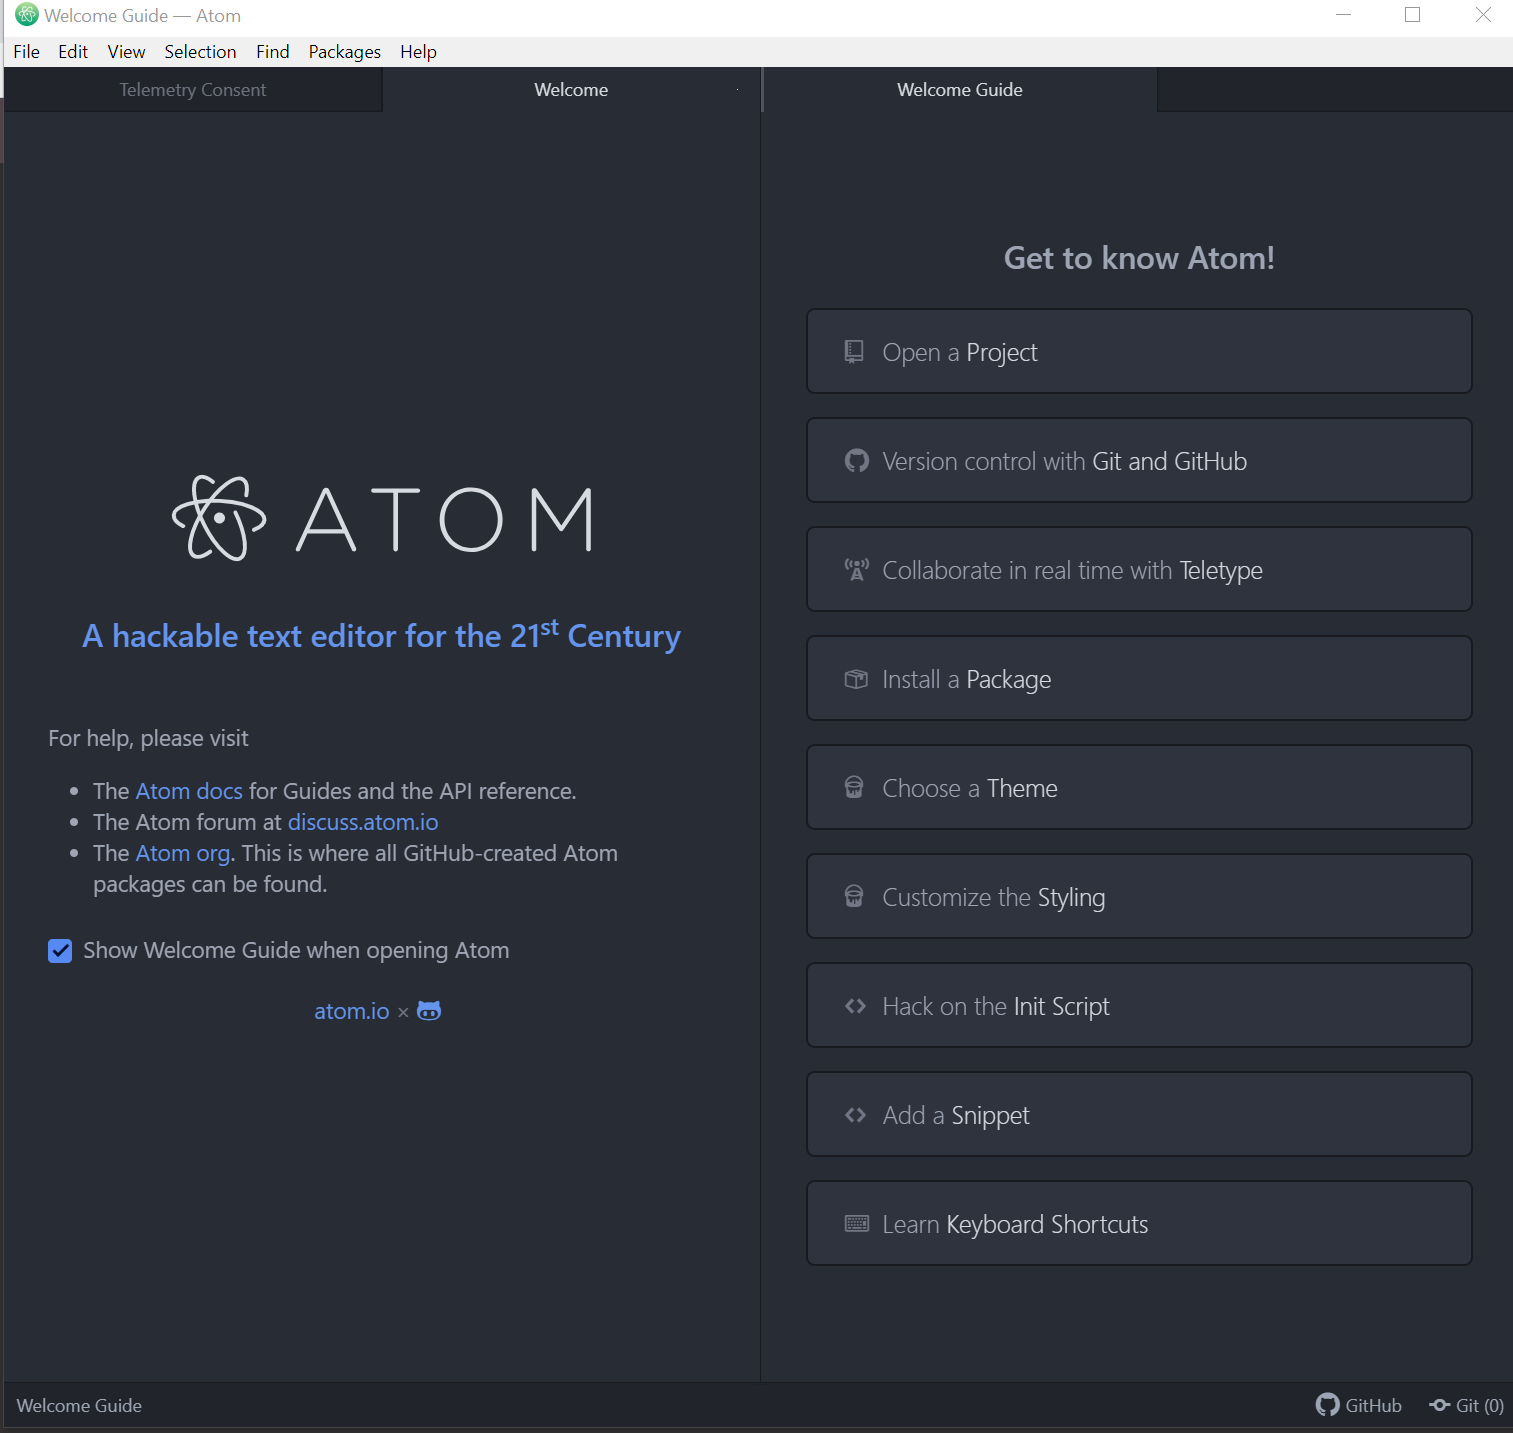 Welcome Guide — Atom
File Edit View Selection Find Packages Help
Telemetry Consent
Welcome
Welcome Guide
ATOM
A hackable text editor for the 21st Century
For help, please visit
• The Atom docs for Guides and the API reference.
• The Atom forum at discuss.atom.io
• The Atom org. This is where all GitHub-created Atom
packages can be found.
Show Welcome Guide when opening Atom
atom.io ×
Get to know Atom!
Open a Project
Version control with Git and GitHub
Collaborate in real time with Teletype
Install a Package
Choose a Theme
Customize the Styling
Hack on the Init Script
Add a Snippet
Learn Keyboard Shortcuts
Welcome Guide
GitHub
Git (0)